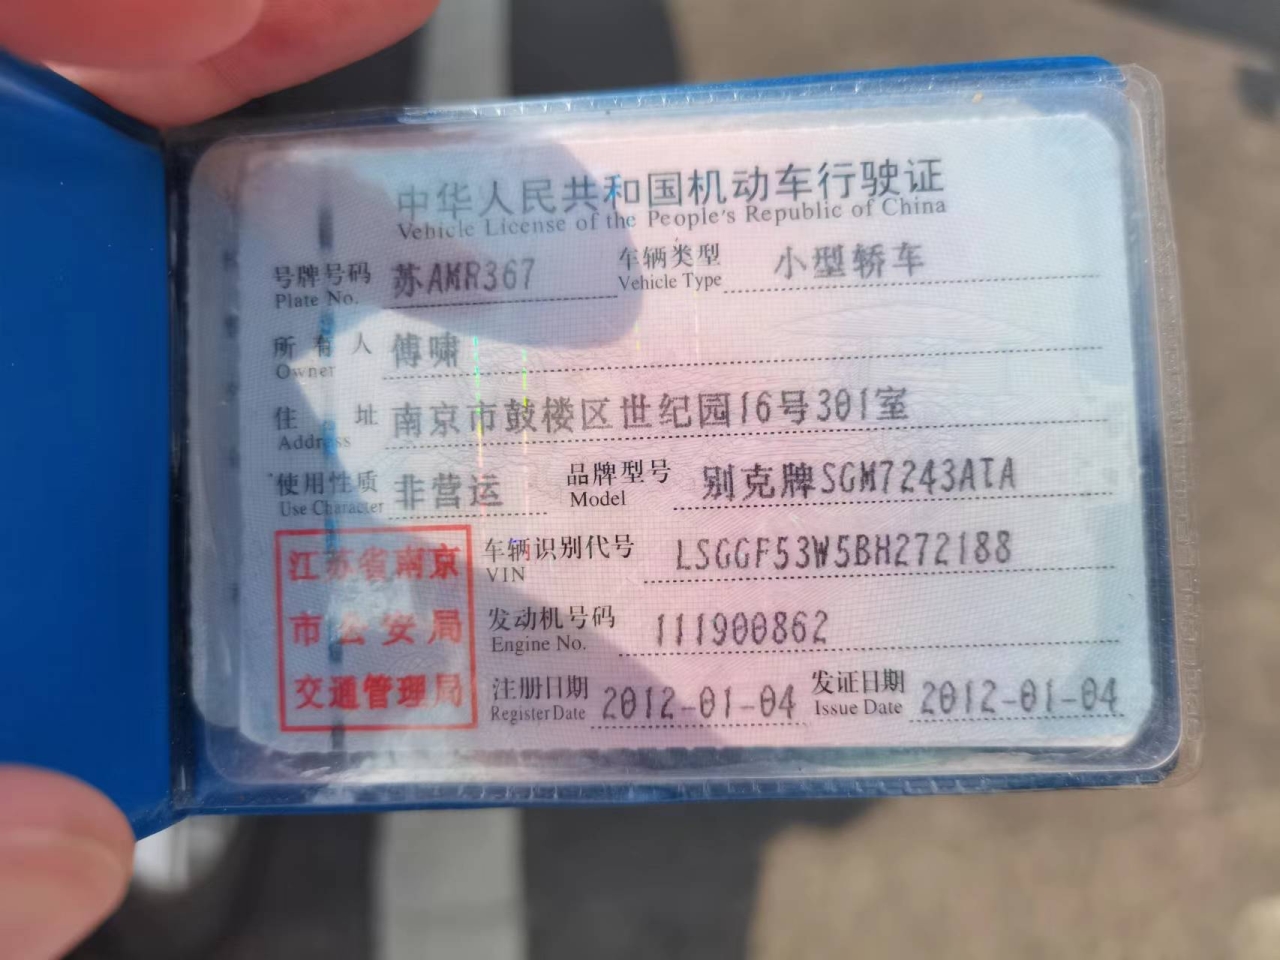 中华人民共和国机动车行驶证
Vehicle License of the People's Republic of China
号牌号码 苏AMR367 车辆类型 小型轿车
Plate No. Vehicle Type
所有人 傅啸
Owner
住址 南京市鼓楼区世纪园16号301室
Address
使用性质 非营运 品牌型号 别克牌SGM7243ATA
Use Character Model
江苏省南京
市公安局
交通管理局
车辆识别代号 LSGGF53W5BH272188
VIN
发动机号码 111900862
Engine No.
注册日期 2012-01-04 发证日期 2012-01-04
Register Date Issue Date